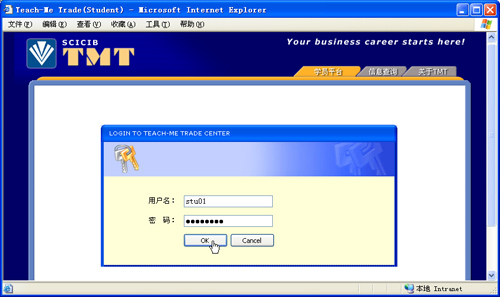 Teach-Me Trade(Student) - Microsoft Internet Explorer
文件(F) 编辑(E) 查看(V) 收藏(A) 工具(T) 帮助(H)
SCICIB
TMT
Your business career starts here!
学员平台 信息查询 关于TMT
LOGIN TO TEACH-ME TRADE CENTER
用户名： stu01
密 码： ●●●●●●●●
OK Cancel
本地 Intranet